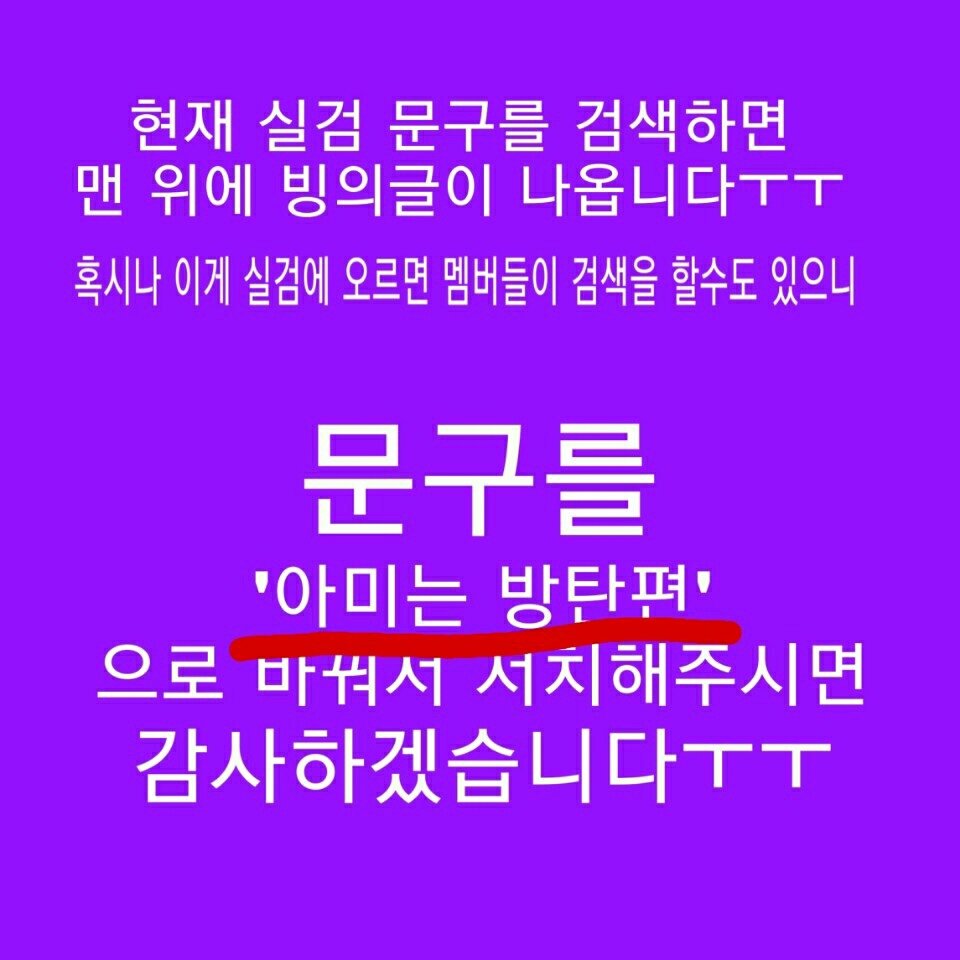 현재 실검 문구를 검색하면
맨 위에 빙의글이 나옵니다ㅜㅜ
혹시나 이게 실검에 오르면 멤버들이 검색을 할수도 있으니
문구를
'아미는 방탄편'
으로 바꿔서 서치해주시면
감사하겠습니다ㅜㅜ